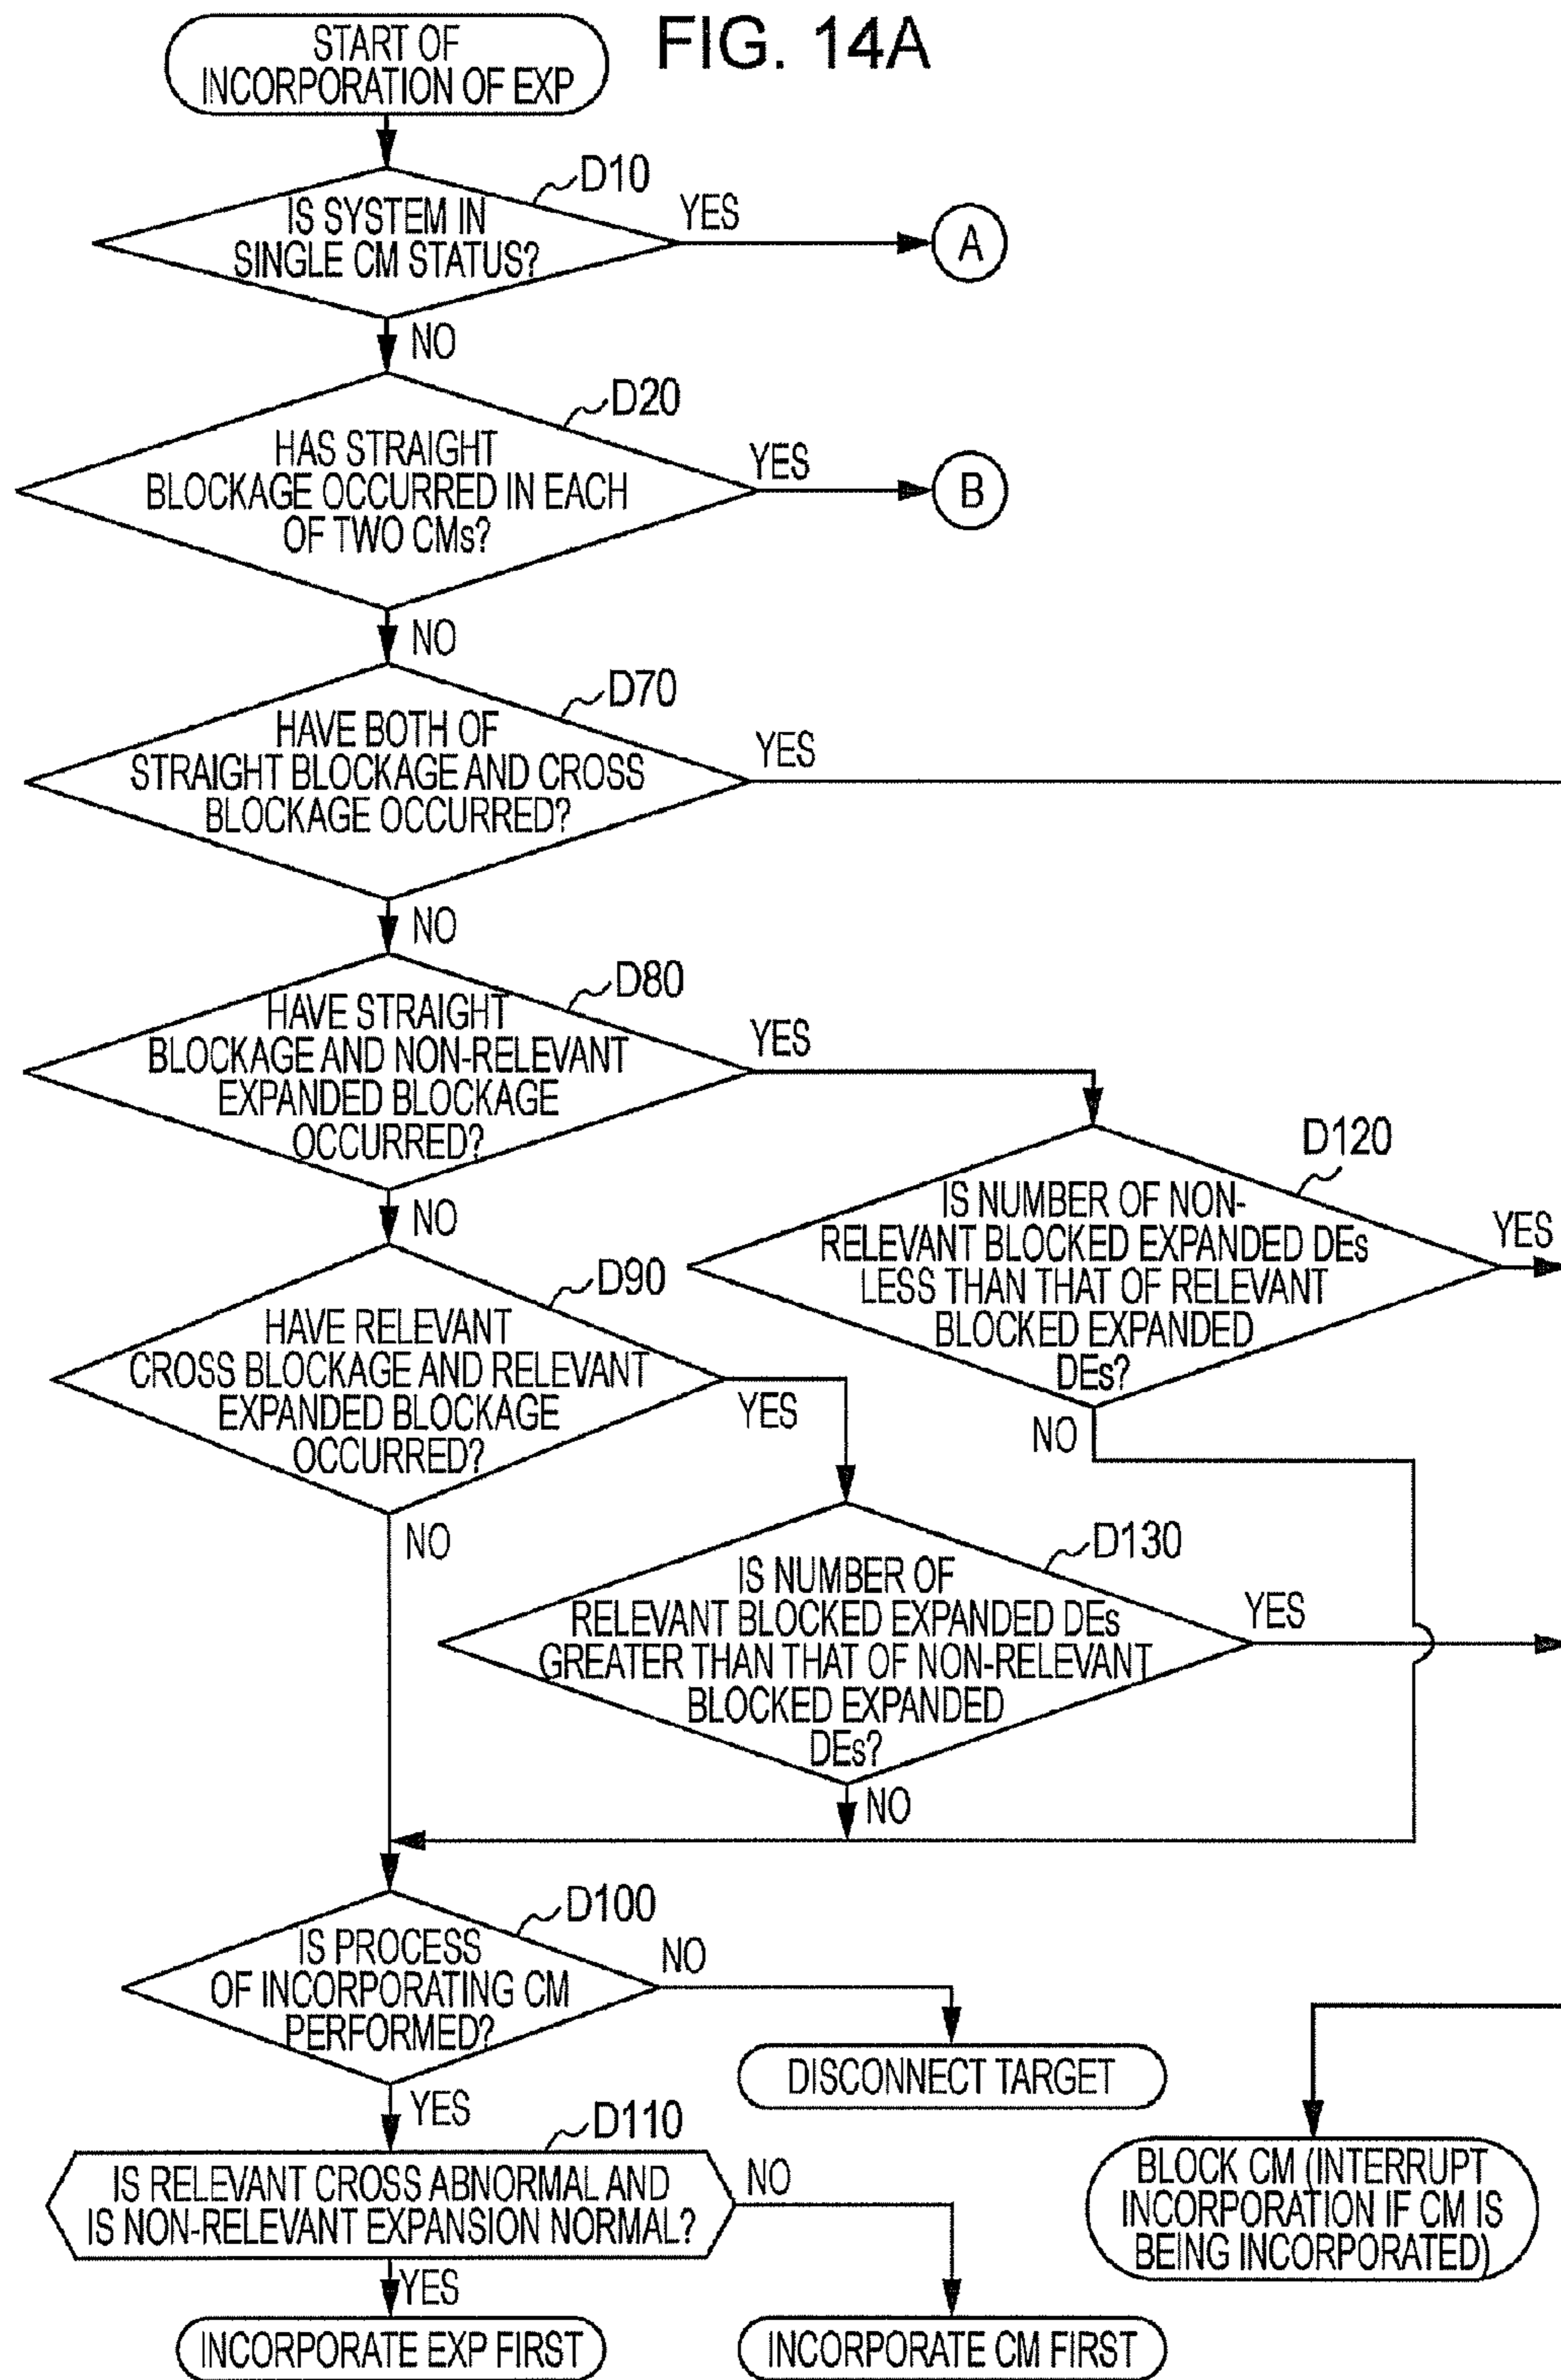 FIG. 14A
START OF
INCORPORATION OF EXP
D10
IS SYSTEM IN
SINGLE CM STATUS?
YES
A
NO
D20
HAS STRAIGHT
BLOCKAGE OCCURRED IN EACH
OF TWO CMs?
YES
B
NO
D70
HAVE BOTH OF
STRAIGHT BLOCKAGE AND CROSS
BLOCKAGE OCCURRED?
YES
NO
D80
HAVE STRAIGHT
BLOCKAGE AND NON-RELEVANT
EXPANDED BLOCKAGE
OCCURRED?
YES
NO
D120
IS NUMBER OF NON-
RELEVANT BLOCKED EXPANDED DEs
LESS THAN THAT OF RELEVANT
BLOCKED EXPANDED
DEs?
YES
NO
D90
HAVE RELEVANT
CROSS BLOCKAGE AND RELEVANT
EXPANDED BLOCKAGE
OCCURRED?
YES
NO
D130
IS NUMBER OF
RELEVANT BLOCKED EXPANDED DEs
GREATER THAN THAT OF NON-RELEVANT
BLOCKED EXPANDED
DEs?
YES
NO
D100
IS PROCESS
OF INCORPORATING CM
PERFORMED?
NO
DISCONNECT TARGET
YES
D110
IS RELEVANT CROSS ABNORMAL AND
IS NON-RELEVANT EXPANSION NORMAL?
NO
YES
BLOCK CM (INTERRUPT
INCORPORATION IF CM IS
BEING INCORPORATED)
INCORPORATE EXP FIRST
INCORPORATE CM FIRST